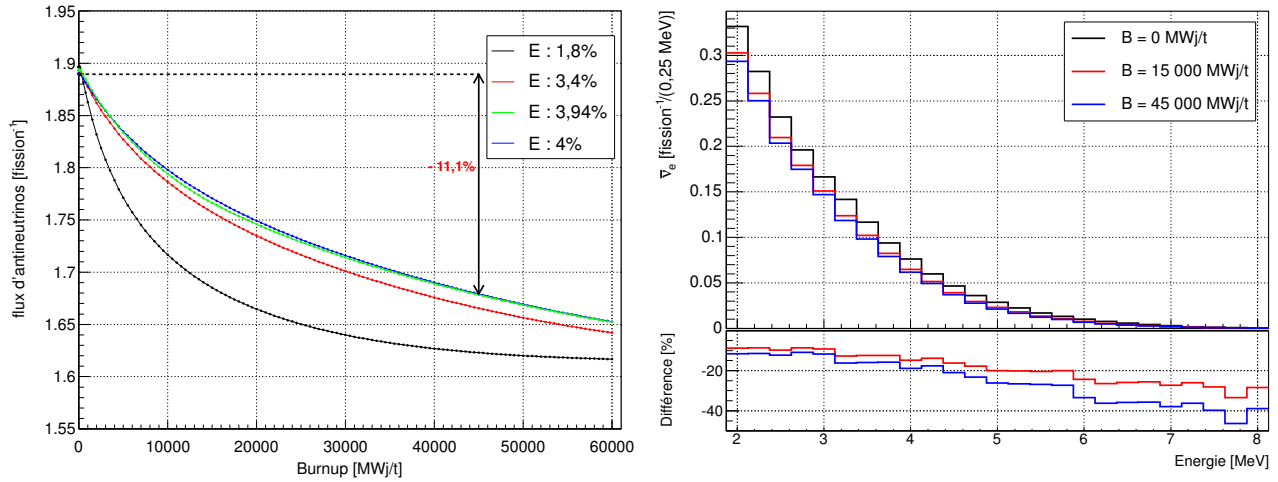 flux d'antineutrinos [fission⁻¹]
1.95
1.9
1.85
1.8
1.75
1.7
1.65
1.6
1.55
E : 1,8%
E : 3,4%
E : 3,94%
E : 4%
- 11,1%
0 10000 20000 30000 40000 50000 60000
Burnup [MWj/t]
ν̄e [fission⁻¹/(0,25 MeV)]
0.3
0.25
0.2
0.15
0.1
0.05
0
B = 0 MWj/t
B = 15 000 MWj/t
B = 45 000 MWj/t
Différence [%]
-20
-40
2 3 4 5 6 7 8
Energie [MeV]